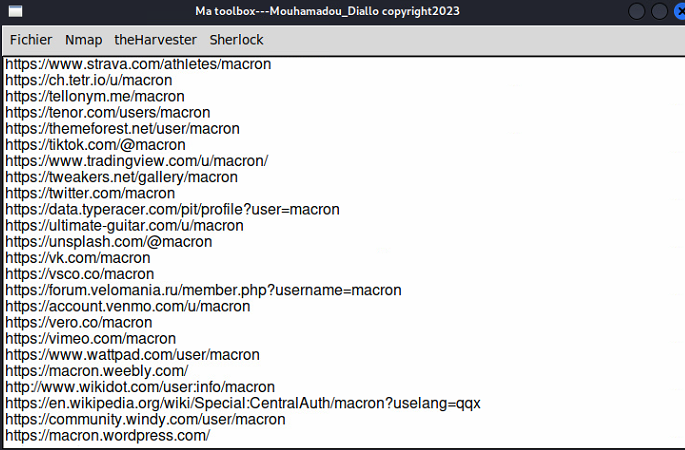 Ma toolbox---Mouhamadou_Diallo copyright2023
Fichier Nmap theHarvester Sherlock
https://www.strava.com/athletes/macron
https://ch.tetr.io/u/macron
https://tellonym.me/macron
https://tenor.com/users/macron
https://themeforest.net/user/macron
https://tiktok.com/@macron
https://www.tradingview.com/u/macron/
https://tweakers.net/gallery/macron
https://twitter.com/macron
https://data.typeracer.com/pit/profile?user=macron
https://ultimate-guitar.com/u/macron
https://unsplash.com/@macron
https://vk.com/macron
https://vsco.co/macron
https://forum.velomania.ru/member.php?username=macron
https://account.venmo.com/u/macron
https://vero.co/macron
https://vimeo.com/macron
https://www.wattpad.com/user/macron
https://macron.weebly.com/
http://www.wikidot.com/user:info/macron
https://en.wikipedia.org/wiki/Special:CentralAuth/macron?uselang=qqx
https://community.windy.com/user/macron
https://macron.wordpress.com/